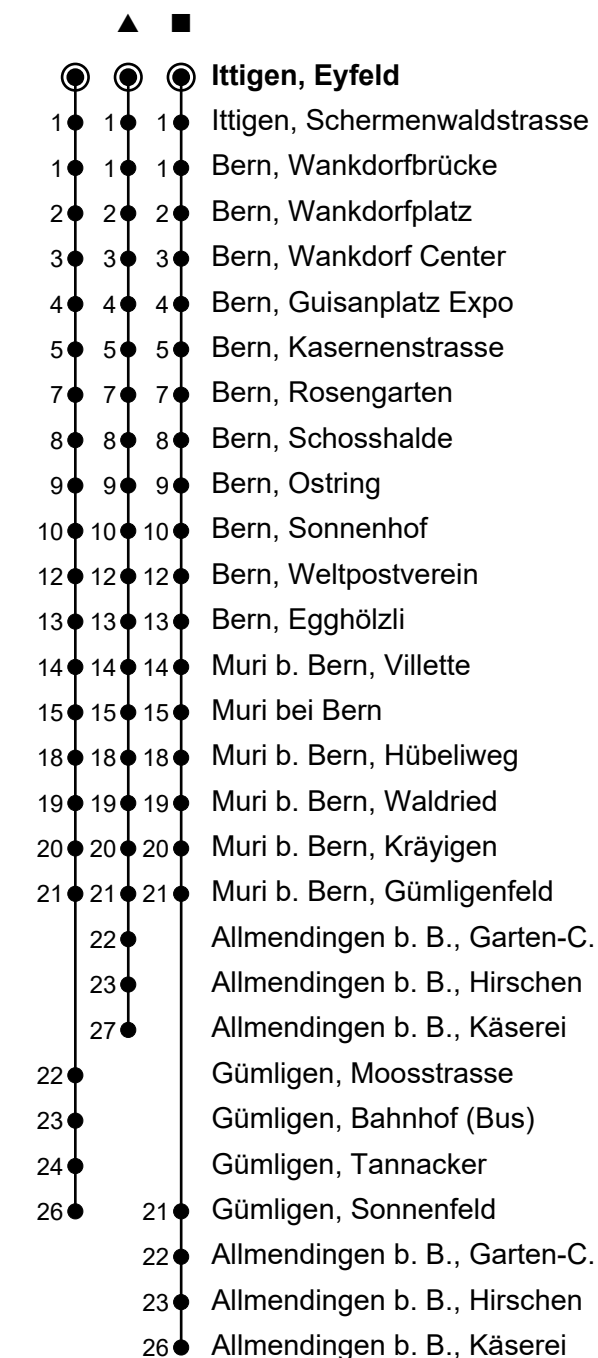 ▲ ■
Ittigen, Eyfeld
1 1 1 Ittigen, Schermenwaldstrasse
1 1 1 Bern, Wankdorfbrücke
2 2 2 Bern, Wankdorfplatz
3 3 3 Bern, Wankdorf Center
4 4 4 Bern, Guisanplatz Expo
5 5 5 Bern, Kasernenstrasse
7 7 7 Bern, Rosengarten
8 8 8 Bern, Schosshalde
9 9 9 Bern, Ostring
10 10 10 Bern, Sonnenhof
12 12 12 Bern, Weltpostverein
13 13 13 Bern, Egghölzli
14 14 14 Muri b. Bern, Villette
15 15 15 Muri bei Bern
18 18 18 Muri b. Bern, Hübeliweg
19 19 19 Muri b. Bern, Waldried
20 20 20 Muri b. Bern, Kräyigen
21 21 21 Muri b. Bern, Gümligenfeld
22 Allmendingen b. B., Garten-C.
23 Allmendingen b. B., Hirschen
27 Allmendingen b. B., Käserei
22 Gümligen, Moosstrasse
23 Gümligen, Bahnhof (Bus)
24 Gümligen, Tannacker
26 21 Gümligen, Sonnenfeld
22 Allmendingen b. B., Garten-C.
23 Allmendingen b. B., Hirschen
26 Allmendingen b. B., Käserei